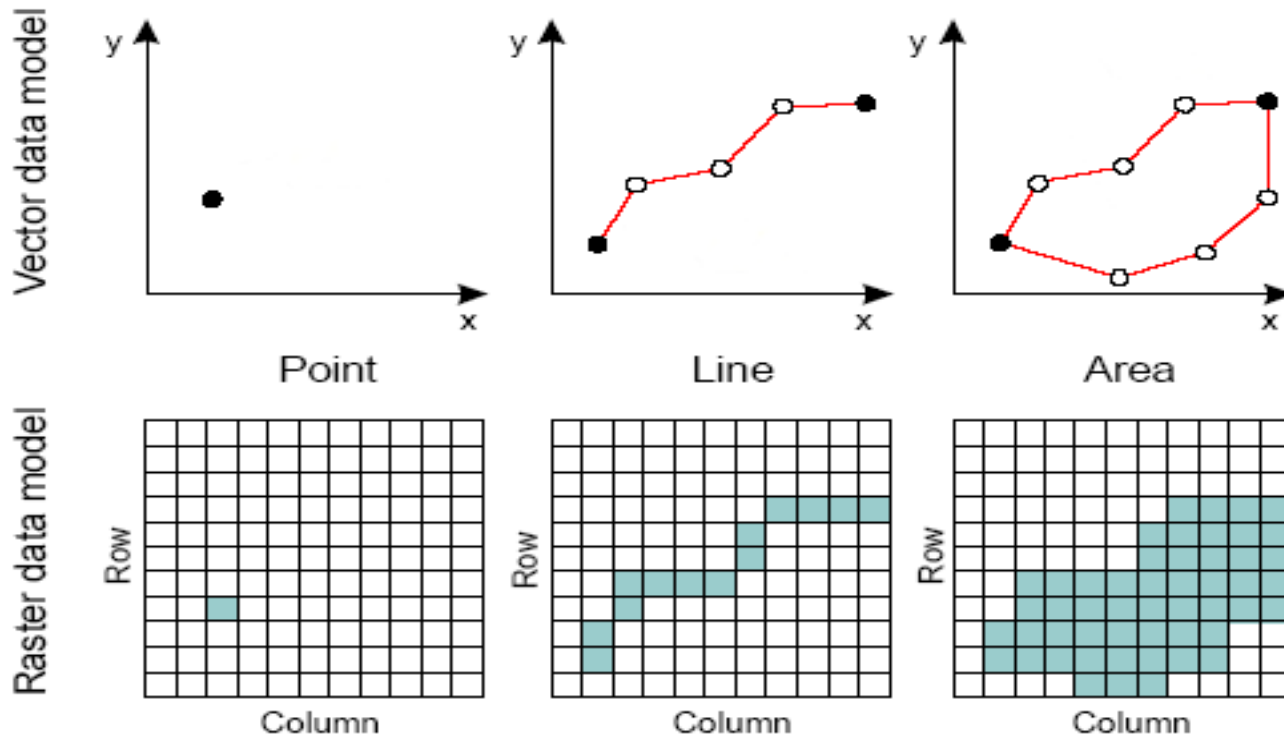 Vector data model
y
x
y
x
y
x
Point
Line
Area
Raster data model
Row
Column
Row
Column
Row
Column